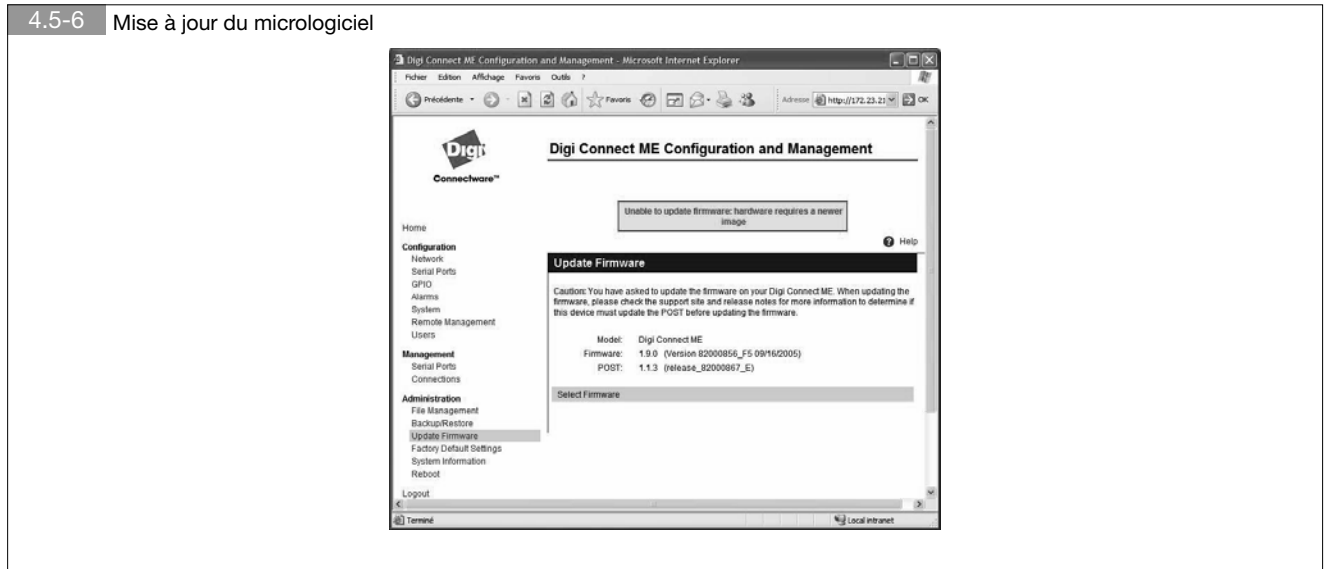 4.5-6 Mise à jour du micrologiciel
Digi Connect ME Configuration and Management - Microsoft Internet Explorer
Fichier Edition Affichage Favoris Outils ?
Précédente Favoris Adresse http://172.23.21 OK
Digi
Connectware™
Digi Connect ME Configuration and Management
Unable to update firmware: hardware requires a newer
image
Help
Home
Configuration
Network
Serial Ports
GPIO
Alarms
System
Remote Management
Users
Management
Serial Ports
Connections
Administration
File Management
Backup/Restore
Update Firmware
Factory Default Settings
System Information
Reboot
Logout
Update Firmware
Caution: You have asked to update the firmware on your Digi Connect ME. When updating the
firmware, please check the support site and release notes for more information to determine if
this device must update the POST before updating the firmware.
Model: Digi Connect ME
Firmware: 1.9.0 (Version 82000856_F5 09/16/2005)
POST: 1.1.3 (release_82000867_E)
Select Firmware
Terminé Local intranet